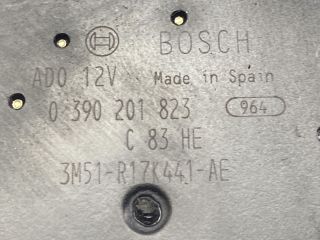 BOSCH
ADO 12V Made in Spain
0 390 201 823 964
C 83 HE
3M51-R17K441-AE